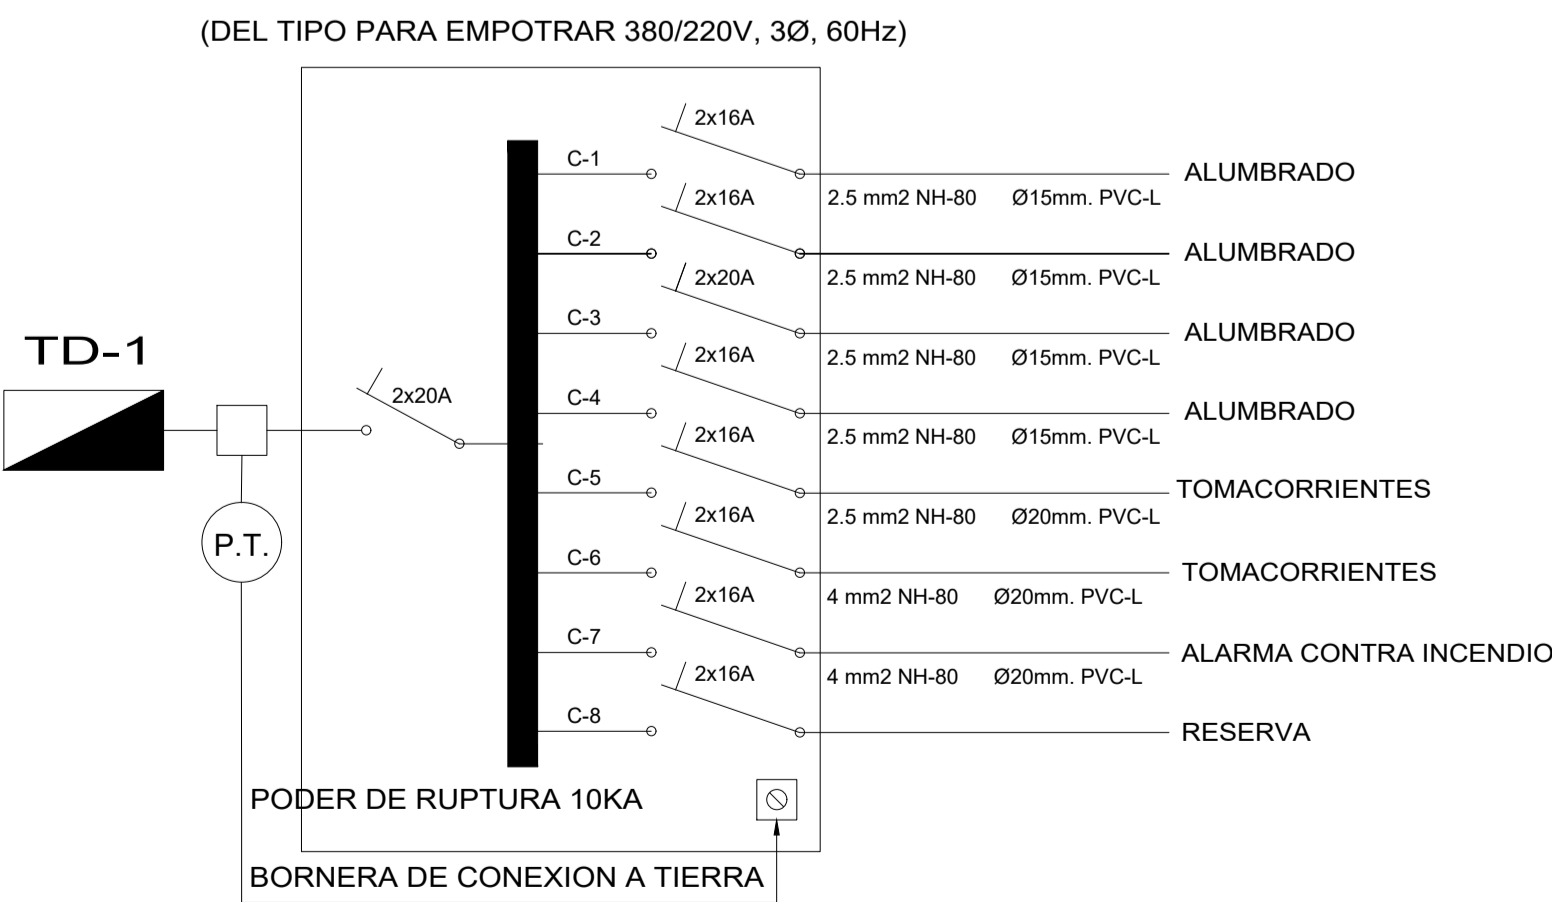 (DEL TIPO PARA EMPOTRAR 380/220V, 3Ø, 60Hz)
2x16A
C-1
ALUMBRADO
2.5 mm2 NH-80 Ø15mm. PVC-L
2x16A
C-2
ALUMBRADO
2.5 mm2 NH-80 Ø15mm. PVC-L
2x20A
C-3
ALUMBRADO
2.5 mm2 NH-80 Ø15mm. PVC-L
TD-1
2x20A
2x16A
C-4
ALUMBRADO
2.5 mm2 NH-80 Ø15mm. PVC-L
2x16A
C-5
TOMACORRIENTES
2.5 mm2 NH-80 Ø20mm. PVC-L
2x16A
P.T.
C-6
TOMACORRIENTES
4 mm2 NH-80 Ø20mm. PVC-L
2x16A
C-7
ALARMA CONTRA INCENDIO
4 mm2 NH-80 Ø20mm. PVC-L
2x16A
C-8
RESERVA
PODER DE RUPTURA 10KA
BORNERA DE CONEXION A TIERRA